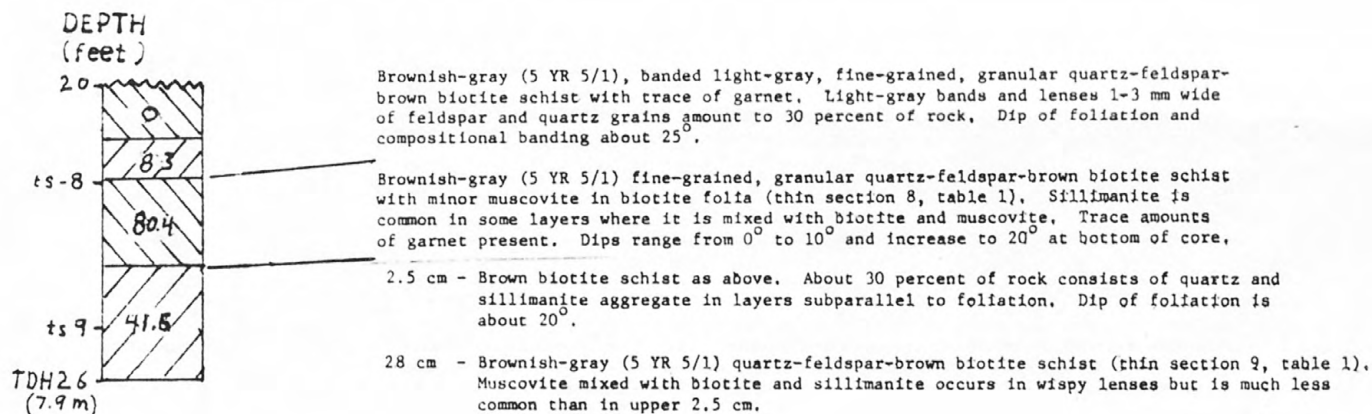 DEPTH
(feet)
20
0
8.3
ts-8
80.4
ts 9
41.6
TDH26
(7.9 m)
Brownish-gray (5 YR 5/1), banded light-gray, fine-grained, granular quartz-feldspar-
brown biotite schist with trace of garnet. Light-gray bands and lenses 1-3 mm wide
of feldspar and quartz grains amount to 30 percent of rock. Dip of foliation and
compositional banding about 25°.
Brownish-gray (5 YR 5/1) fine-grained, granular quartz-feldspar-brown biotite schist
with minor muscovite in biotite folia (thin section 8, table 1). Sillimanite is
common in some layers where it is mixed with biotite and muscovite. Trace amounts
of garnet present. Dips range from 0° to 10° and increase to 20° at bottom of core.
2.5 cm - Brown biotite schist as above. About 30 percent of rock consists of quartz and
sillimanite aggregate in layers subparallel to foliation. Dip of foliation is
about 20°.
28 cm - Brownish-gray (5 YR 5/1) quartz-feldspar-brown biotite schist (thin section 9, table 1).
Muscovite mixed with biotite and sillimanite occurs in wispy lenses but is much less
common than in upper 2.5 cm.